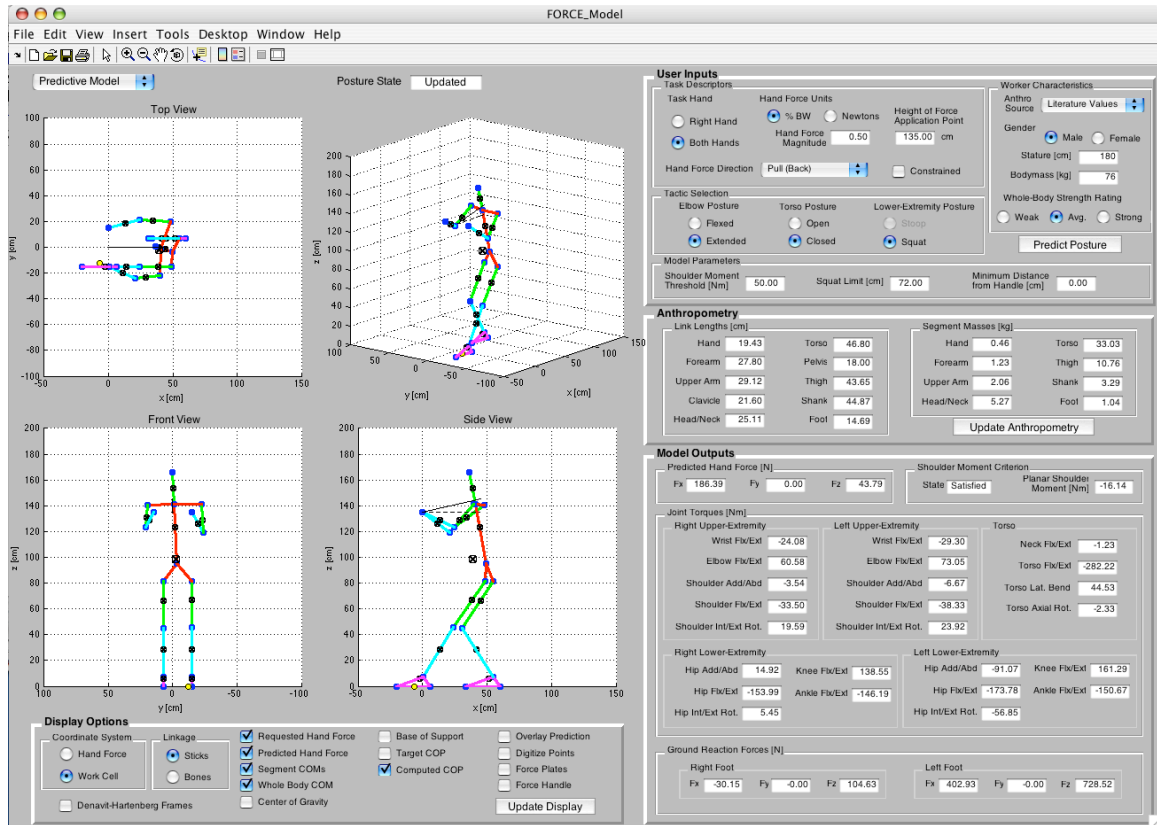 FORCE_Model
File Edit View Insert Tools Desktop Window Help
Predictive Model
Posture State Updated
Top View
100
80
60
40
20
0
-20
-40
-60
-80
-100
y [cm]
-50 0 50 100 150
x [cm]
200
180
160
140
120
100
80
60
40
20
0
z [cm]
100 50 0 -50 -100
y [cm]
-50 0 50 100 150
x [cm]
Front View
200
180
160
140
120
100
80
60
40
20
0
z [cm]
100 50 0 -50 -100
y [cm]
Side View
200
180
160
140
120
100
80
60
40
20
0
z [cm]
-50 0 50 100 150
x [cm]
Display Options
Coordinate System
Hand Force
Work Cell
Linkage
Sticks
Bones
Denavit-Hartenberg Frames
Requested Hand Force
Predicted Hand Force
Segment COMs
Whole Body COM
Center of Gravity
Base of Support
Target COP
Computed COP
Overlay Prediction
Digitize Points
Force Plates
Force Handle
Update Display
User Inputs
Task Descriptors
Task Hand
Right Hand
Both Hands
Hand Force Units
% BW Newtons
Hand Force Magnitude 0.50
Height of Force Application Point
135.00 cm
Hand Force Direction Pull (Back)
Constrained
Tactic Selection
Elbow Posture
Flexed
Extended
Torso Posture
Open
Closed
Lower-Extremity Posture
Stoop
Squat
Worker Characteristics
Anthro Source Literature Values
Gender
Male Female
Stature [cm] 180
Bodymass [kg] 76
Whole-Body Strength Rating
Weak Avg. Strong
Predict Posture
Model Parameters
Shoulder Moment Threshold [Nm] 50.00
Squat Limit [cm] 72.00
Minimum Distance from Handle [cm] 0.00
Anthropometry
Link Lengths [cm]
Hand 19.43 Torso 46.80
Forearm 27.80 Pelvis 18.00
Upper Arm 29.12 Thigh 43.65
Clavicle 21.60 Shank 44.87
Head/Neck 25.11 Foot 14.69
Segment Masses [kg]
Hand 0.46 Torso 33.03
Forearm 1.23 Thigh 10.76
Upper Arm 2.06 Shank 3.29
Head/Neck 5.27 Foot 1.04
Update Anthropometry
Model Outputs
Predicted Hand Force [N]
Fx 186.39 Fy 0.00 Fz 43.79
Shoulder Moment Criterion
State Satisfied Planar Shoulder Moment [Nm] -16.14
Joint Torques [Nm]
Right Upper-Extremity
Wrist Flx/Ext -24.08
Elbow Flx/Ext 60.58
Shoulder Add/Abd -3.54
Shoulder Flx/Ext -33.50
Shoulder Int/Ext Rot. 19.59
Left Upper-Extremity
Wrist Flx/Ext -29.30
Elbow Flx/Ext 73.05
Shoulder Add/Abd -6.67
Shoulder Flx/Ext -38.33
Shoulder Int/Ext Rot. 23.92
Torso
Neck Flx/Ext -1.23
Torso Flx/Ext -282.22
Torso Lat. Bend 44.53
Torso Axial Rot. -2.33
Right Lower-Extremity
Hip Add/Abd 14.92 Knee Flx/Ext 138.55
Hip Flx/Ext -153.99 Ankle Flx/Ext -146.19
Hip Int/Ext Rot. 5.45
Left Lower-Extremity
Hip Add/Abd -91.07 Knee Flx/Ext 161.29
Hip Flx/Ext -173.78 Ankle Flx/Ext -150.67
Hip Int/Ext Rot. -56.85
Ground Reaction Forces [N]
Right Foot
Fx -30.15 Fy -0.00 Fz 104.63
Left Foot
Fx 402.93 Fy -0.00 Fz 728.52